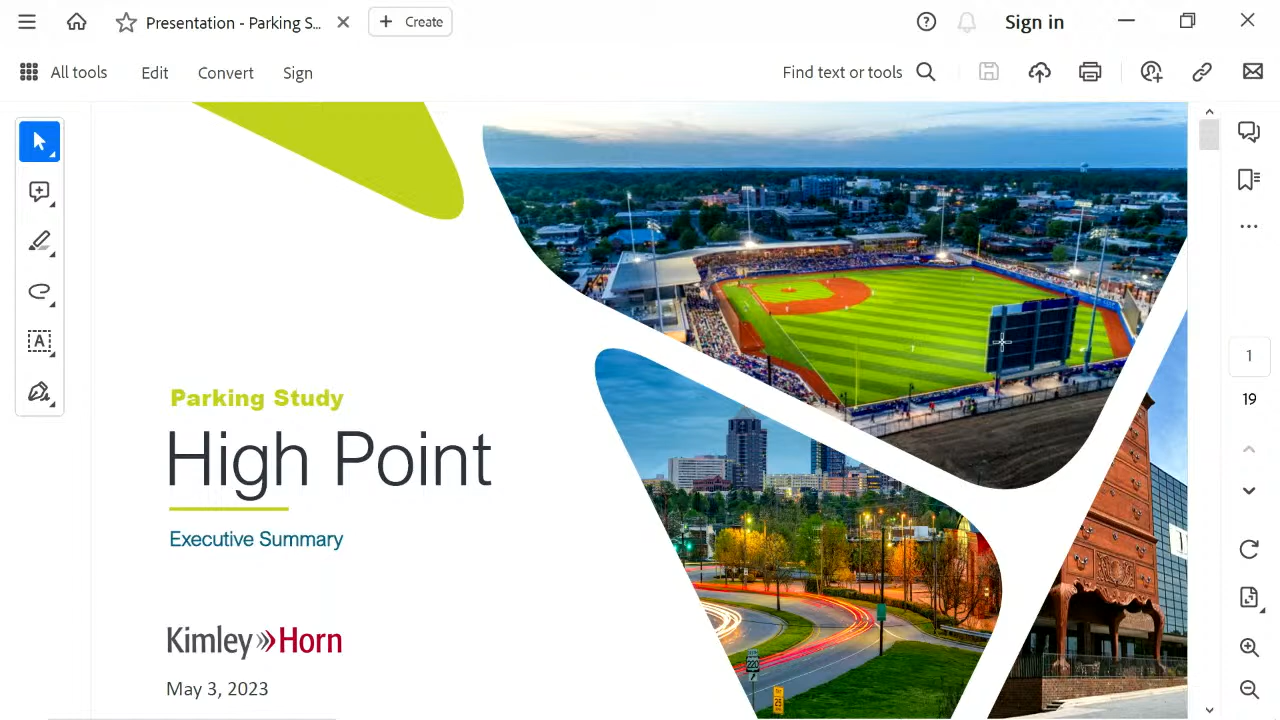 Presentation - Parking S...
Create
Sign in
All tools
Edit
Convert
Sign
Find text or tools
Parking Study
High Point
Executive Summary
Kimley»Horn
May 3, 2023
1
19
A
220